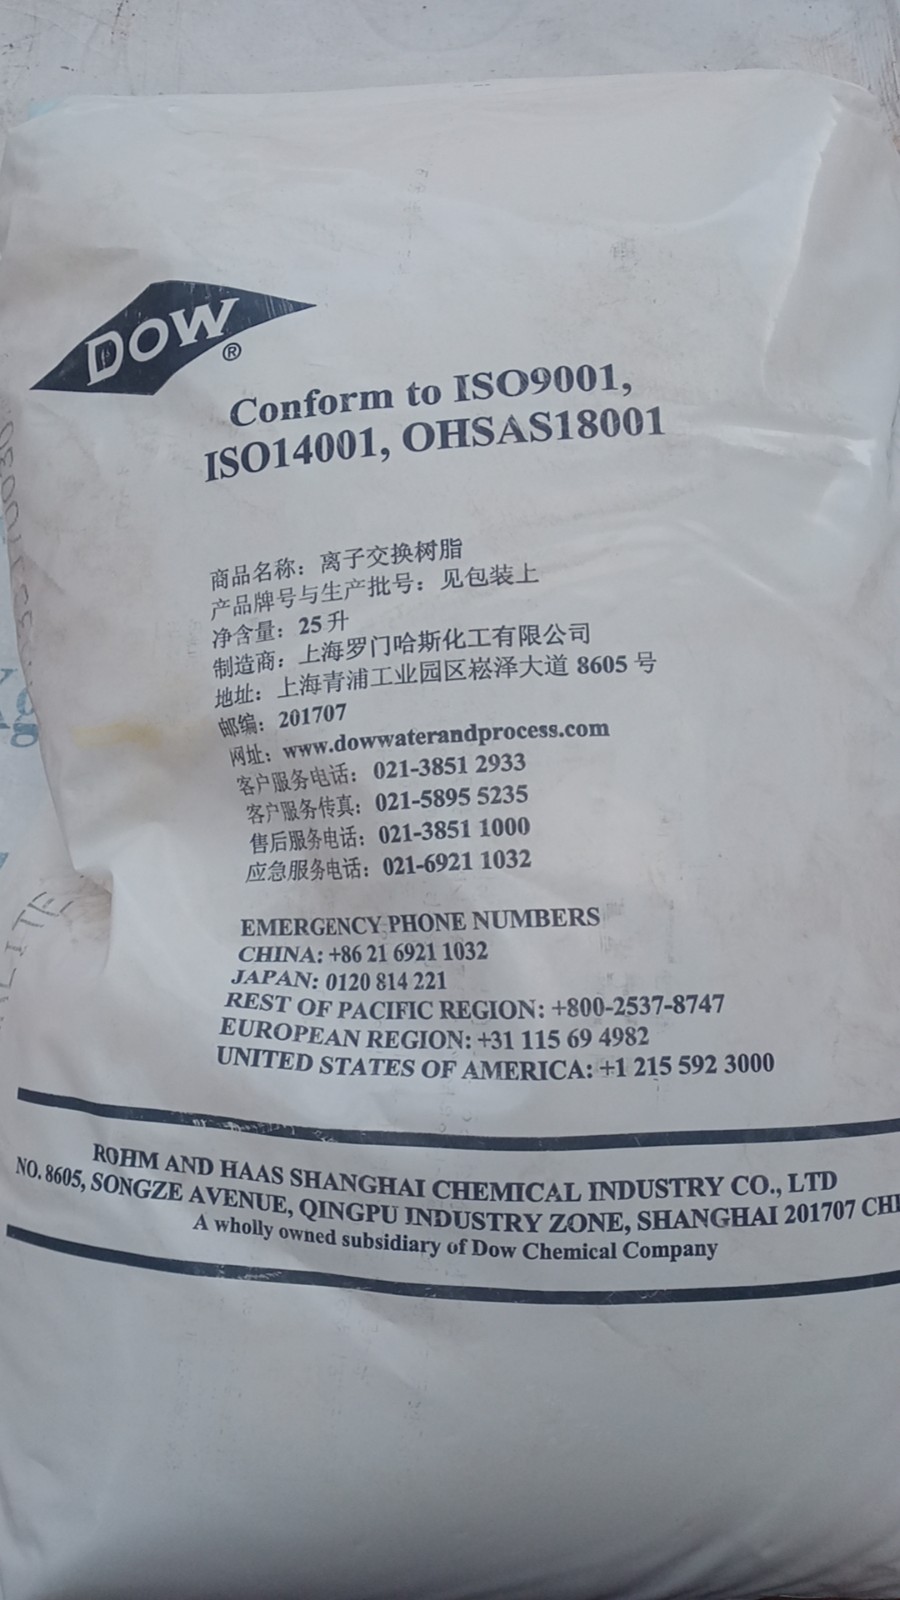 DOW
®
Conform to ISO9001,
ISO14001, OHSAS18001
商品名称：离子交换树脂
产品牌号与生产批号：见包装上
净含量：25 升
制造商：上海罗门哈斯化工有限公司
地址：上海青浦工业园区崧泽大道 8605 号
邮编：201707
网址：www.dowwaterandprocess.com
客户服务电话：021-3851 2933
客户服务传真：021-5895 5235
售后服务电话：021-3851 1000
应急服务电话：021-6921 1032
EMERGENCY PHONE NUMBERS
CHINA: +86 21 6921 1032
JAPAN: 0120 814 221
REST OF PACIFIC REGION: +800-2537-8747
EUROPEAN REGION: +31 115 69 4982
UNITED STATES OF AMERICA: +1 215 592 3000
ROHM AND HAAS SHANGHAI CHEMICAL INDUSTRY CO., LTD
NO. 8605, SONGZE AVENUE, QINGPU INDUSTRY ZONE, SHANGHAI 201707 CHI
A wholly owned subsidiary of Dow Chemical Company